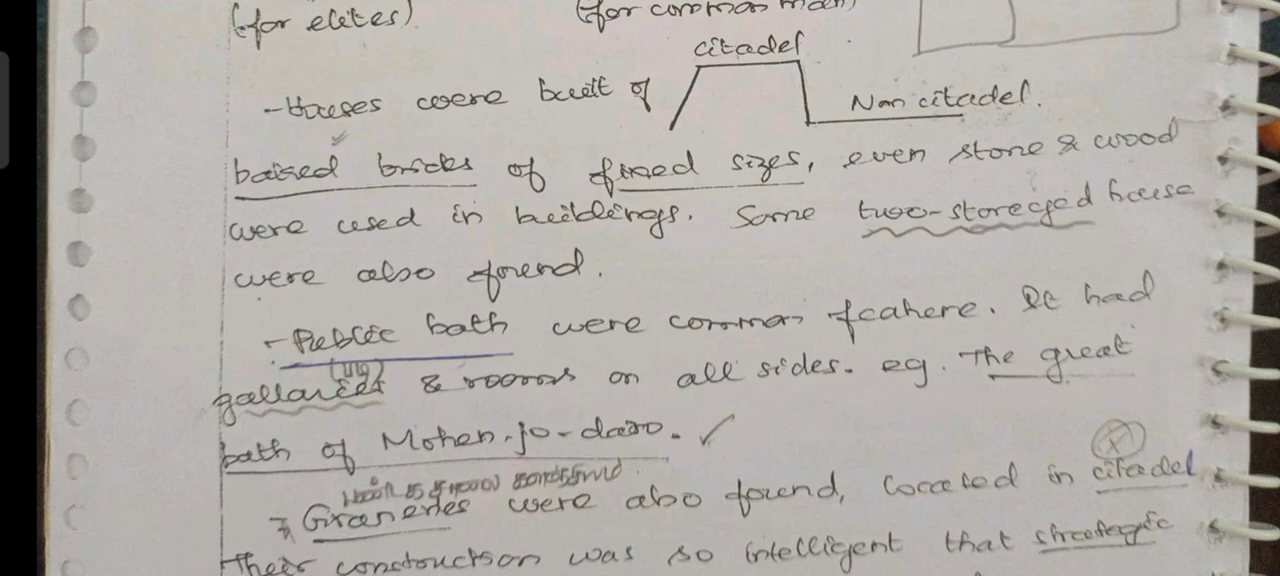 (for elites). (for common man)
citadel
- Houses were built of Non citadel.
baised bricks of fixed sizes, even stone & wood
were used in buildings. Some two-storeyed house
were also found.
- Public bath were common feature. It had
gallaries & rooms on all sides. eg. The great
bath of Mohen-jo-daro. ✓
Graneries were also found, located in citadel
Their construction was so intelligent that strategic